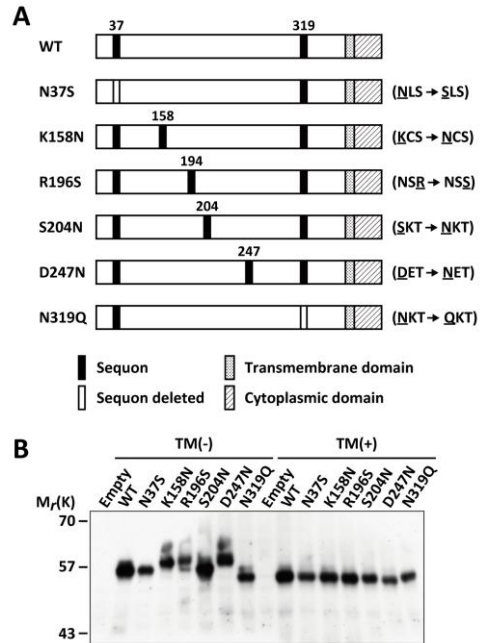 A
37
319
WT
N37S
(NLS → SLS)
158
K158N
(KCS → NCS)
194
R196S
(NSR → NSS)
204
S204N
(SKT → NKT)
247
D247N
(DET → NET)
N319Q
(NKT → QKT)
Sequon
Transmembrane domain
Sequon deleted
Cytoplasmic domain
B
TM(-)
TM(+)
Empty WT N37S K158N R196S S204N D247N N319Q Empty WT N37S K158N R196S S204N D247N N319Q
Mr(K)
70
57
43